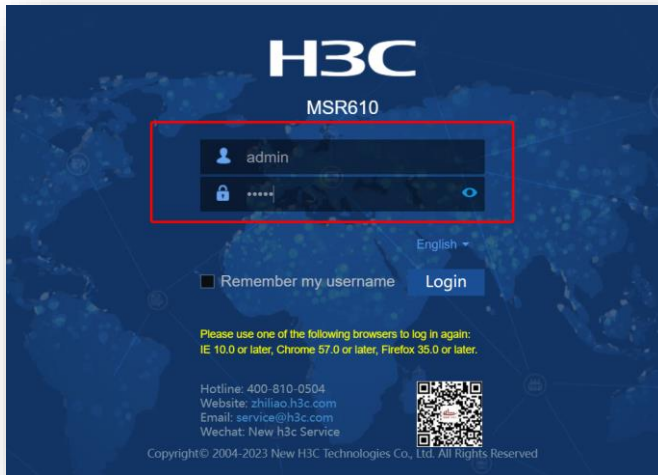 H3C
MSR610
admin
•••••
English
Remember my username Login
Please use one of the following browsers to log in again:
IE 10.0 or later, Chrome 57.0 or later, Firefox 35.0 or later.
Hotline: 400-810-0504
Website: zhiliao.h3c.com
Email: service@h3c.com
Wechat: New h3c Service
Copyright© 2004-2023 New H3C Technologies Co., Ltd. All Rights Reserved